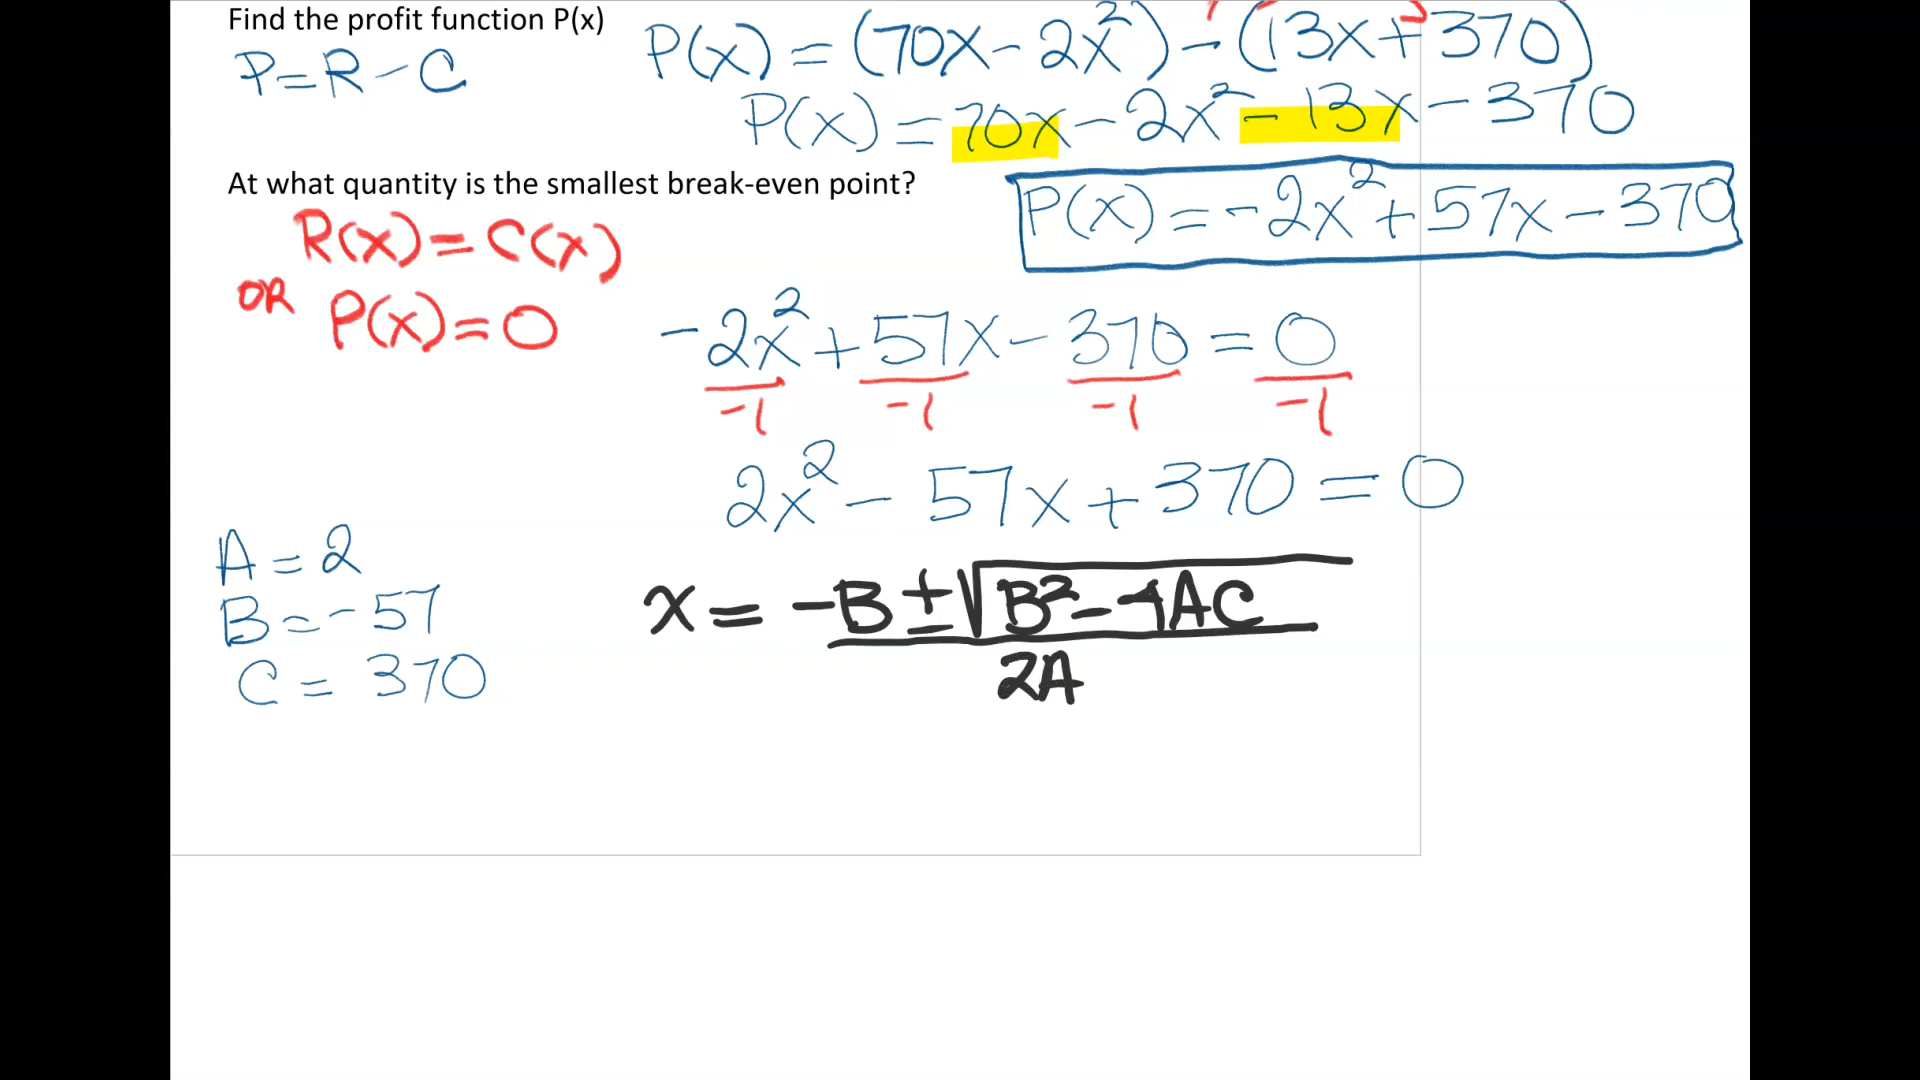 Find the profit function P(x)
P = R - C
P(x) = (70x - 2x²) - (13x + 370)
P(x) = 70x - 2x² - 13x - 370
P(x) = -2x² + 57x - 370
At what quantity is the smallest break-even point?
R(x) = C(x)
OR P(x) = 0
-2x² + 57x - 370 = 0
-1 -1 -1 -1
2x² - 57x + 370 = 0
A = 2
B = -57
C = 370
x = -B ± √B² - 4AC
2A